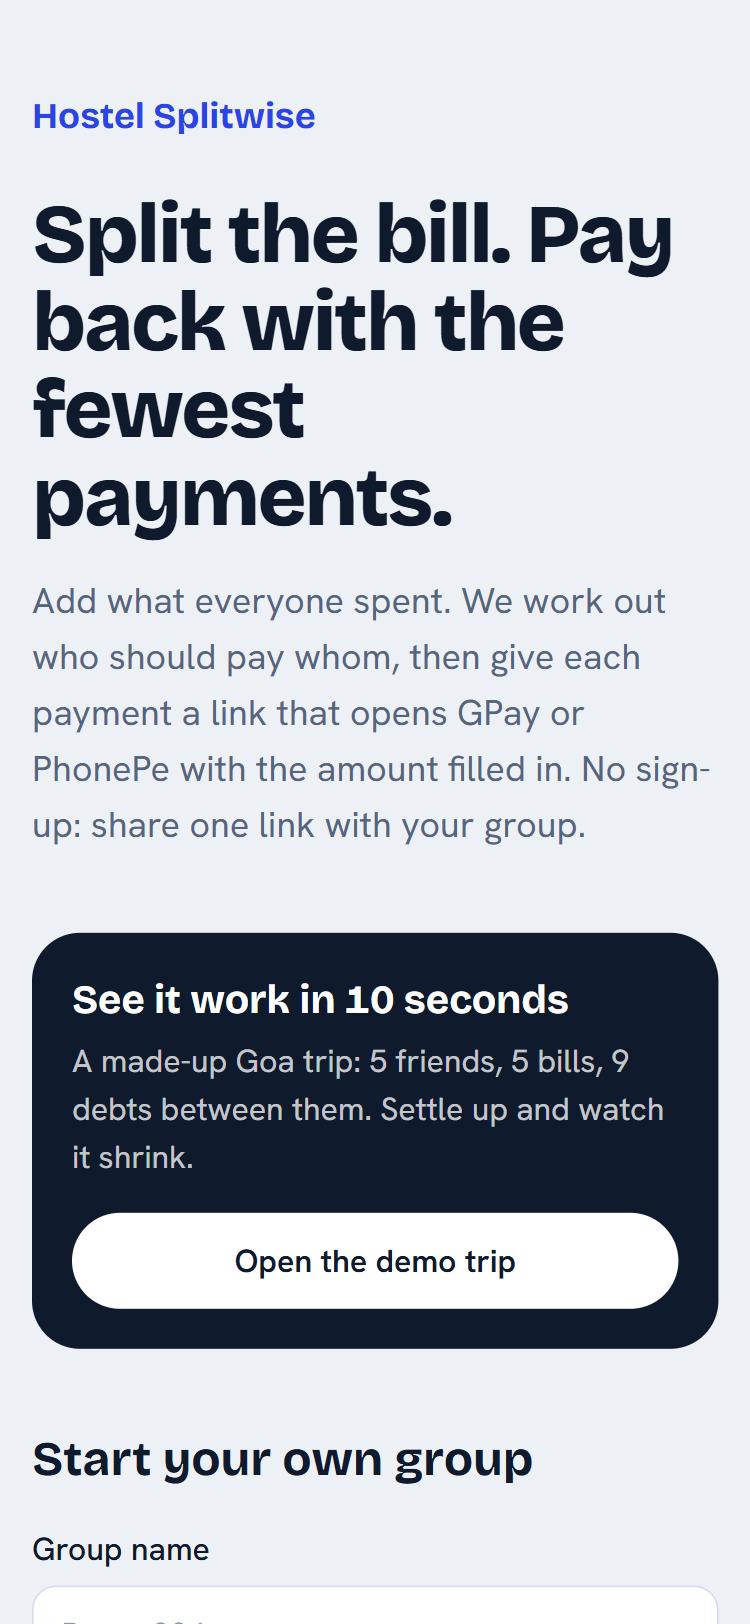 Hostel Splitwise
Split the bill. Pay
back with the
fewest
payments.
Add what everyone spent. We work out
who should pay whom, then give each
payment a link that opens GPay or
PhonePe with the amount filled in. No sign-
up: share one link with your group.
See it work in 10 seconds
A made-up Goa trip: 5 friends, 5 bills, 9
debts between them. Settle up and watch
it shrink.
Open the demo trip
Start your own group
Group name